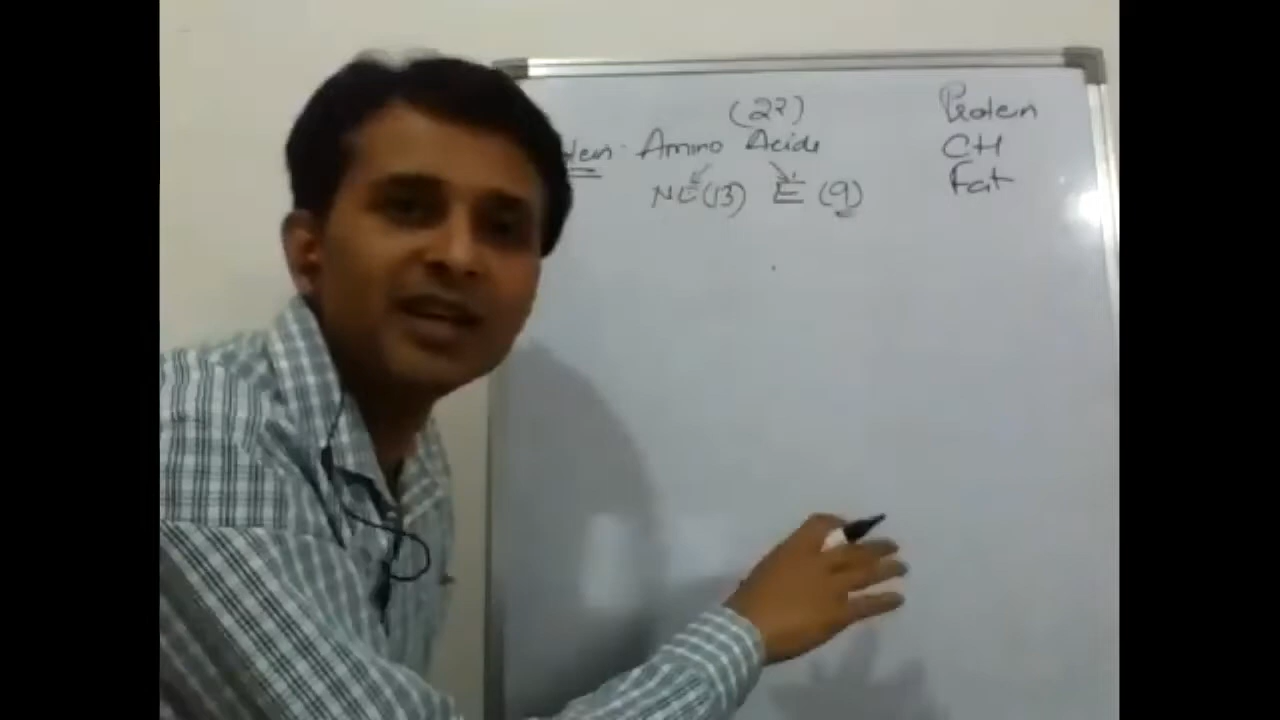 (22)
Amino Acids
NE(13) E (9)
Protein
CH
Fat